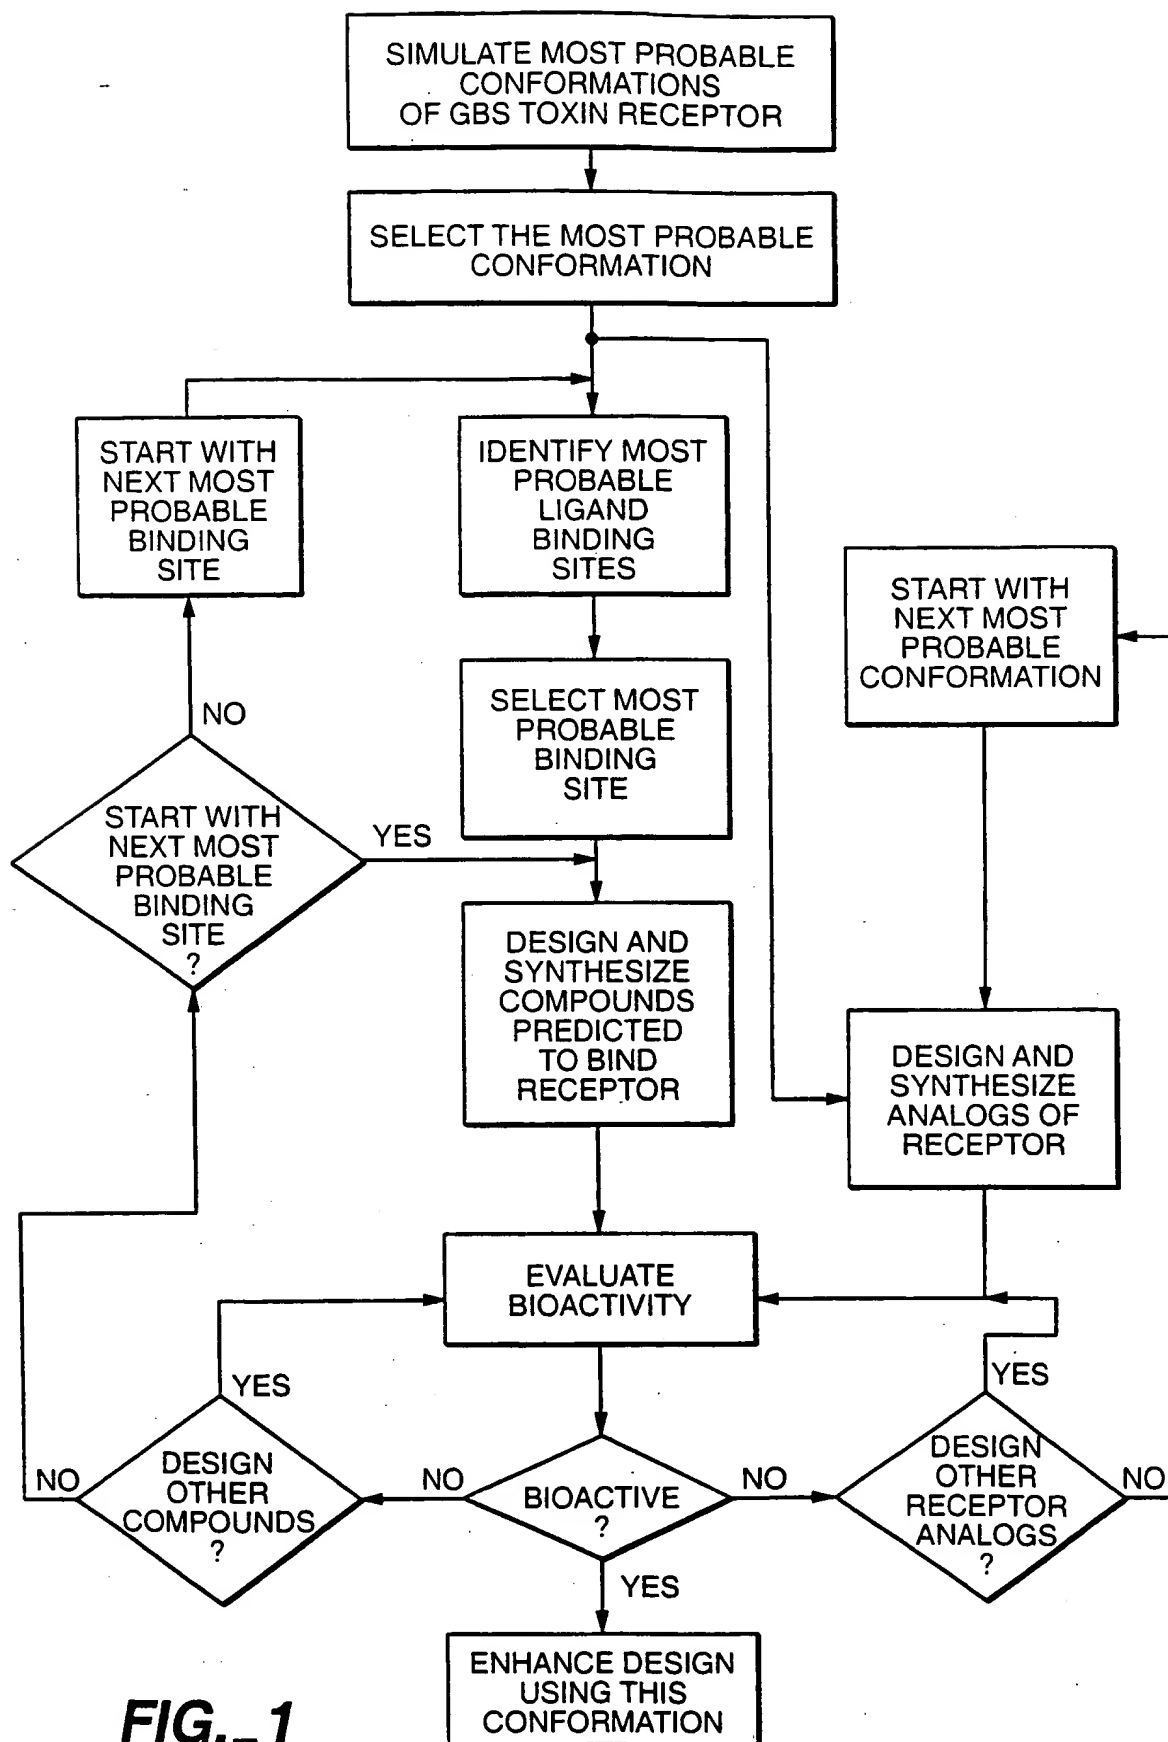 SIMULATE MOST PROBABLE
CONFORMATIONS
OF GBS TOXIN RECEPTOR
SELECT THE MOST PROBABLE
CONFORMATION
START WITH
NEXT MOST
PROBABLE
BINDING
SITE
IDENTIFY MOST
PROBABLE
LIGAND
BINDING
SITES
START WITH
NEXT MOST
PROBABLE
CONFORMATION
SELECT MOST
PROBABLE
BINDING
SITE
NO
START WITH
NEXT MOST
PROBABLE
BINDING
SITE
?
YES
DESIGN AND
SYNTHESIZE
COMPOUNDS
PREDICTED
TO BIND
RECEPTOR
DESIGN AND
SYNTHESIZE
ANALOGS OF
RECEPTOR
EVALUATE
BIOACTIVITY
YES
YES
NO
DESIGN
OTHER
COMPOUNDS
?
NO
BIOACTIVE
?
NO
DESIGN
OTHER
RECEPTOR
ANALOGS
?
NO
YES
ENHANCE DESIGN
USING THIS
CONFORMATION
FIG._1